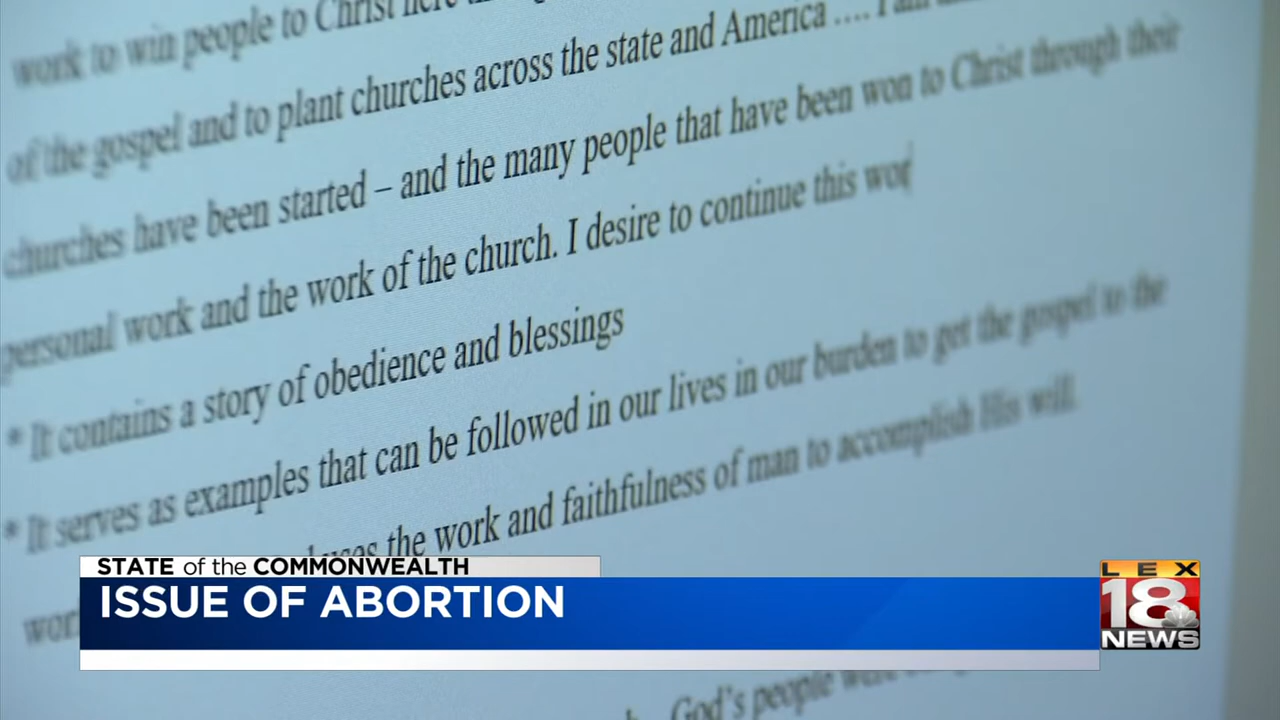 work to win people to Christ here
of the gospel and to plant churches across the state and America .... I am
churches have been started – and the many people that have been won to Christ through their
personal work and the work of the church. I desire to continue this wor
* It contains a story of obedience and blessings
* It serves as examples that can be followed in our lives in our burden to get the gospel to the
the work and faithfulness of man to accomplish His will.
God's people were
STATE of the COMMONWEALTH
ISSUE OF ABORTION
LEX
18
NEWS